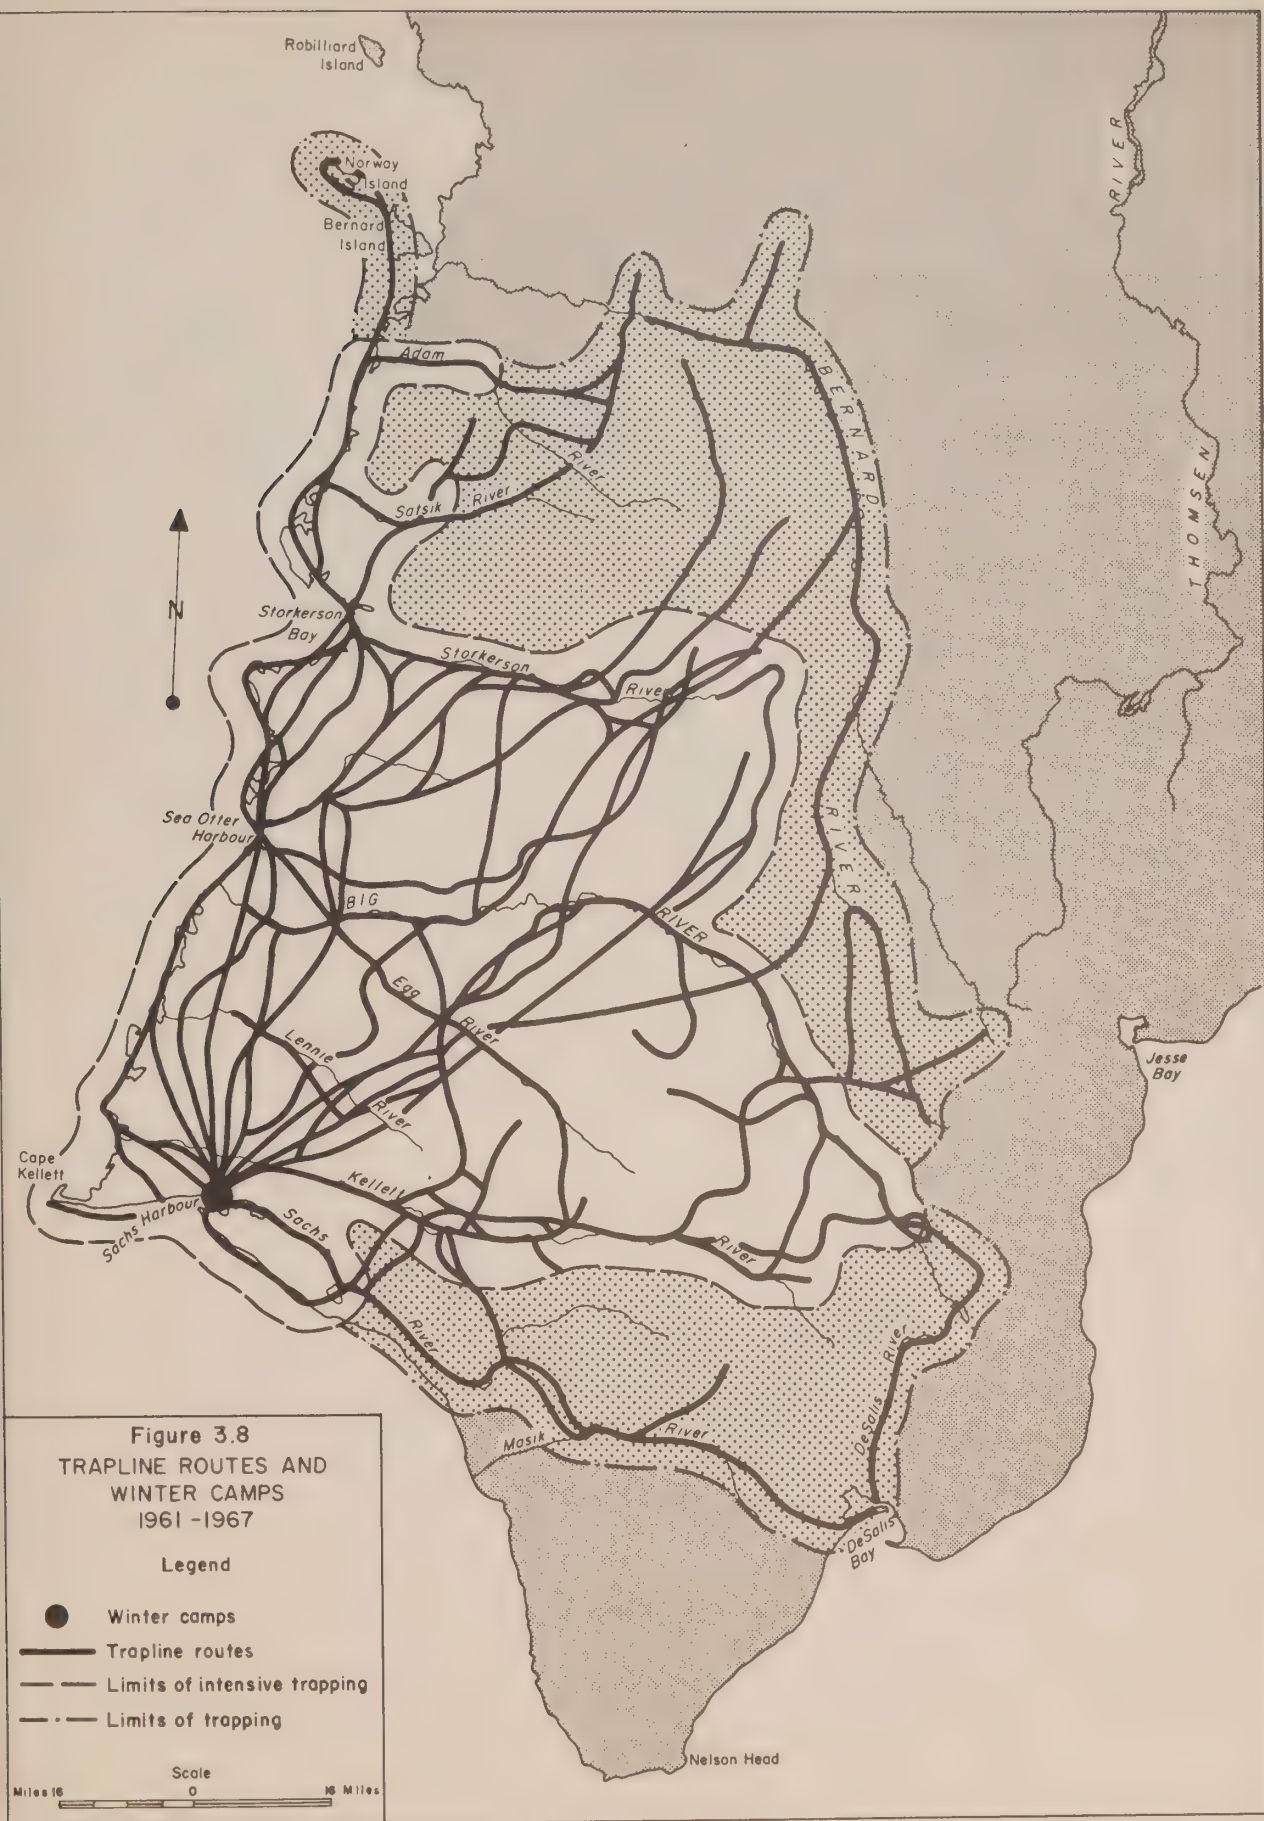 Robilliard
Island
Norway
Island
Bernard
Island
RIVER
Adam
BERNARD
River
Satsik River
THOMSEN
N
Storkerson
Bay
Storkerson
River
Sea Otter
Harbour
RIVER
BIG
RIVER
Egg
River
Lennie
River
Jesse
Bay
Cape
Kellett
Kellett
Sachs Harbour
Sachs
River
River
River
DeSalis
Masik
River
DeSalis
Bay
Nelson Head
Figure 3.8
TRAPLINE ROUTES AND
WINTER CAMPS
1961 - 1967
Legend
Winter camps
Trapline routes
Limits of intensive trapping
Limits of trapping
Scale
Miles 16 0 16 Miles